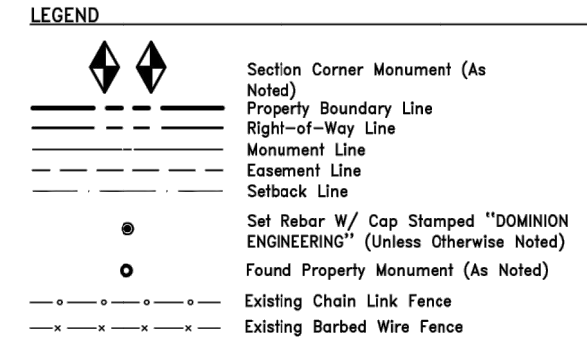 LEGEND
Section Corner Monument (As
Noted)
Property Boundary Line
Right-of-Way Line
Monument Line
Easement Line
Setback Line
Set Rebar W/ Cap Stamped "DOMINION
ENGINEERING" (Unless Otherwise Noted)
Found Property Monument (As Noted)
Existing Chain Link Fence
Existing Barbed Wire Fence